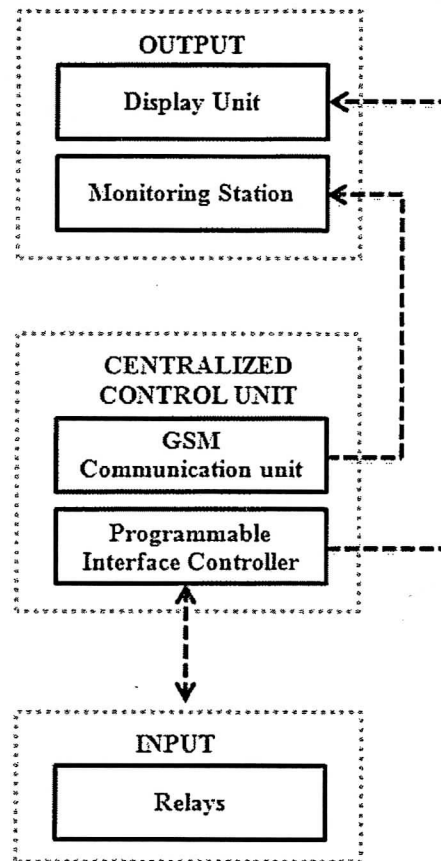 OUTPUT
Display Unit
Monitoring Station
CENTRALIZED
CONTROL UNIT
GSM
Communication unit
Programmable
Interface Controller
INPUT
Relays